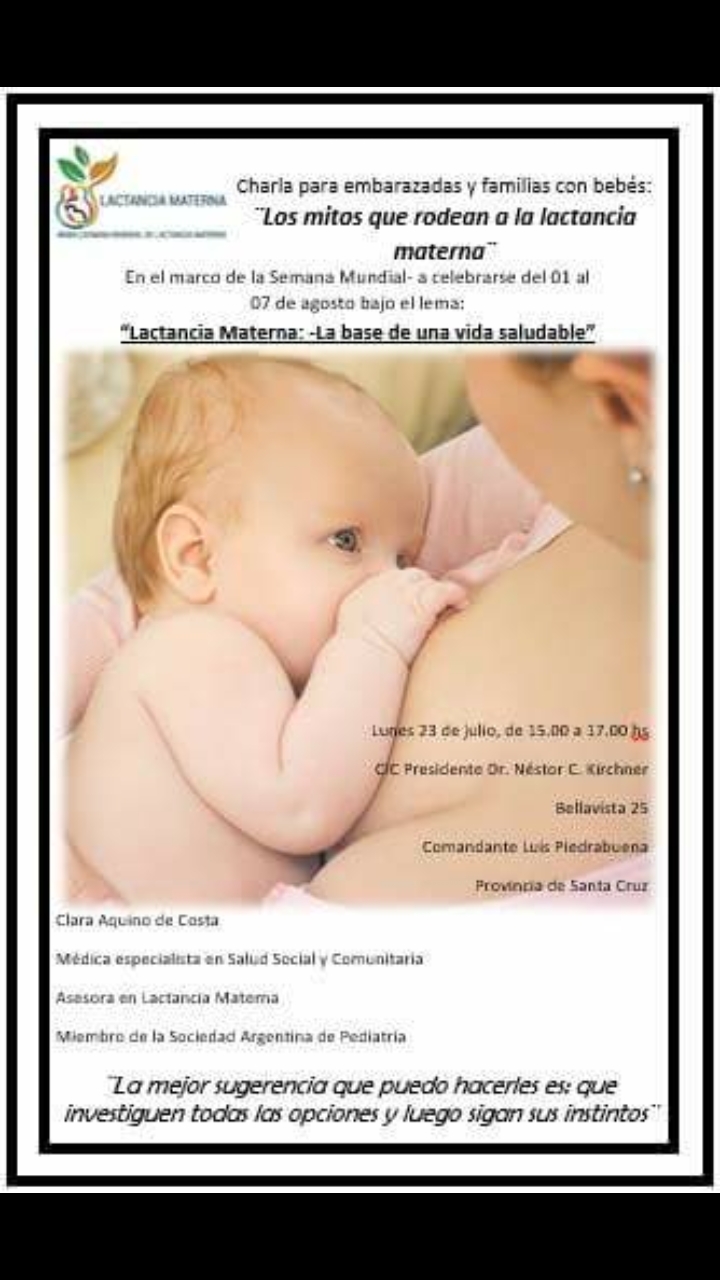 LACTANCIA MATERNA
Charla para embarazadas y familias con bebés:
¨Los mitos que rodean a la lactancia
materna¨
En el marco de la Semana Mundial- a celebrarse del 01 al
07 de agosto bajo el lema:
“Lactancia Materna: -La base de una vida saludable”
Lunes 23 de julio, de 15.00 a 17.00 hs
CIC Presidente Dr. Néstor C. Kirchner
Bellavista 25
Comandante Luis Piedrabuena
Provincia de Santa Cruz
Clara Aquino de Costa
Médica especialista en Salud Social y Comunitaria
Asesora en Lactancia Materna
Miembro de la Sociedad Argentina de Pediatria
¨La mejor sugerencia que puedo hacerles es: que
investiguen todas las opciones y luego sigan sus instintos¨